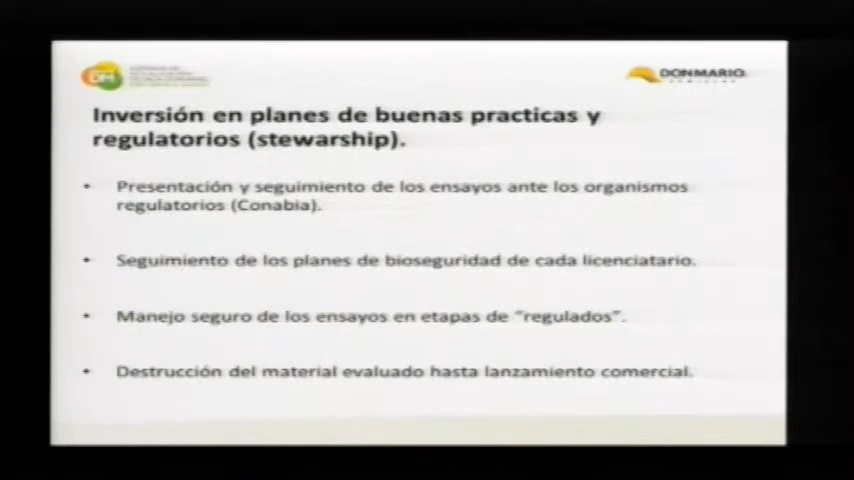 DM
DONMARIO
Inversión en planes de buenas practicas y
regulatorios (stewarship).
• Presentación y seguimiento de los ensayos ante los organismos
regulatorios (Conabia).
• Seguimiento de los planes de bioseguridad de cada licenciatario.
• Manejo seguro de los ensayos en etapas de "regulados".
• Destrucción del material evaluado hasta lanzamiento comercial.